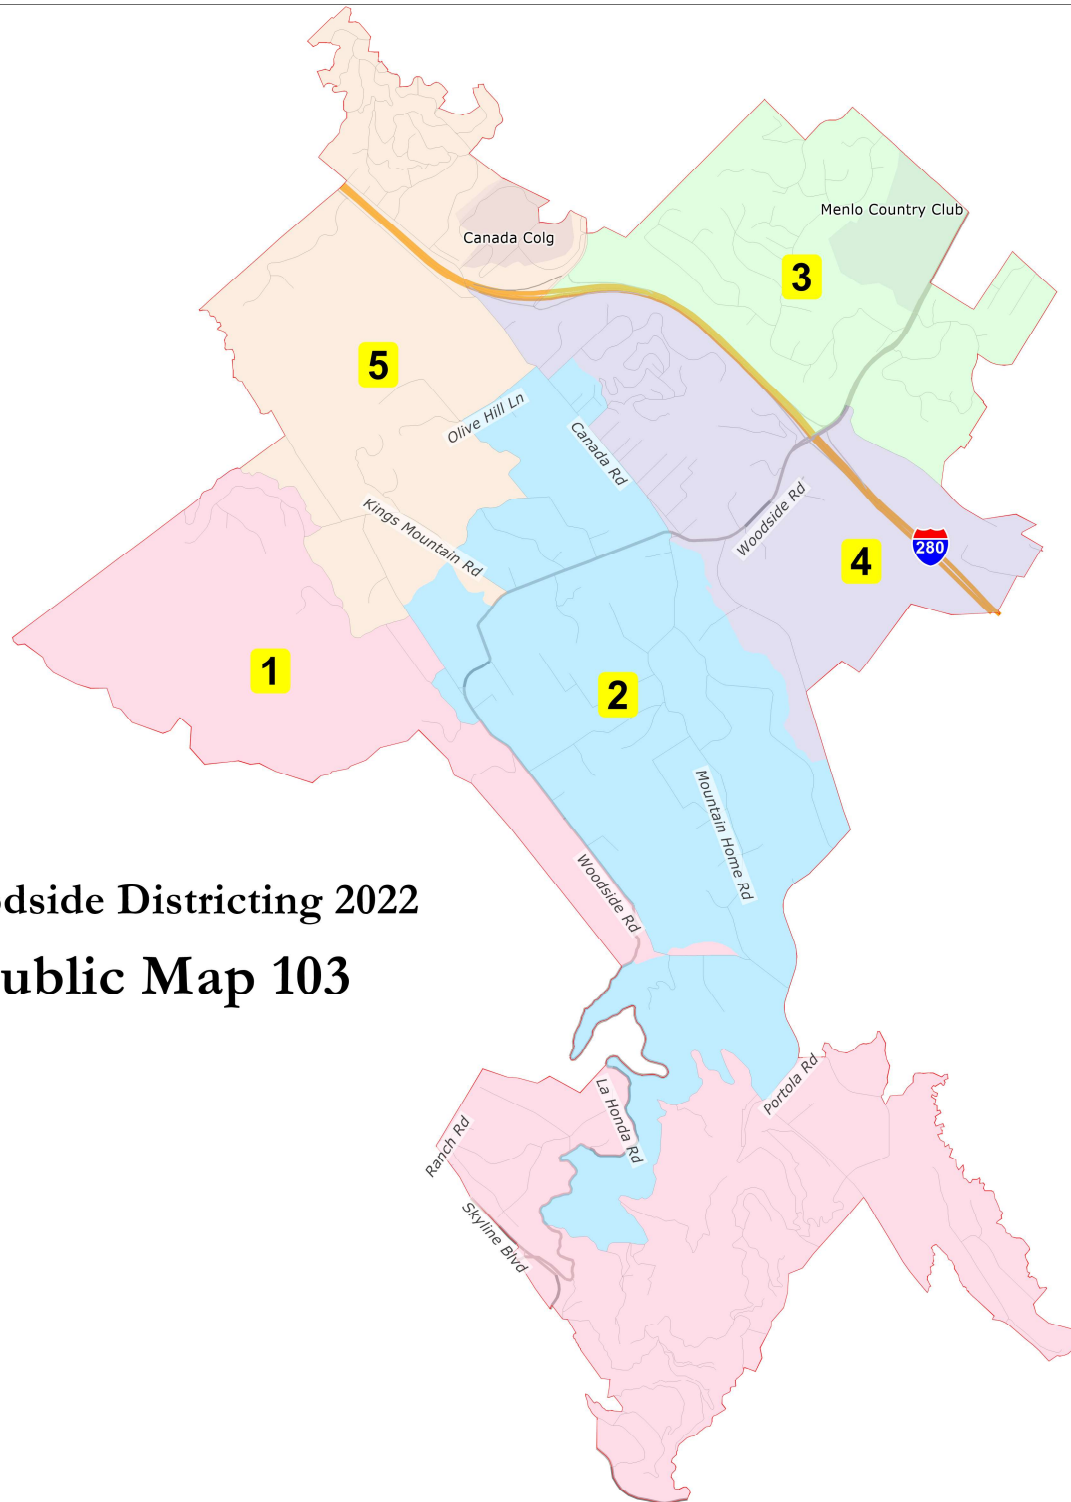 Menlo Country Club
Canada Colg
3
5
Olive Hill Ln
Canada Rd
Kings Mountain Rd
Woodside Rd
280
4
1
2
Mountain Home Rd
Woodside Rd
odside Districting 2022
ublic Map 103
Portola Rd
La Honda Rd
Ranch Rd
Skyline Blvd